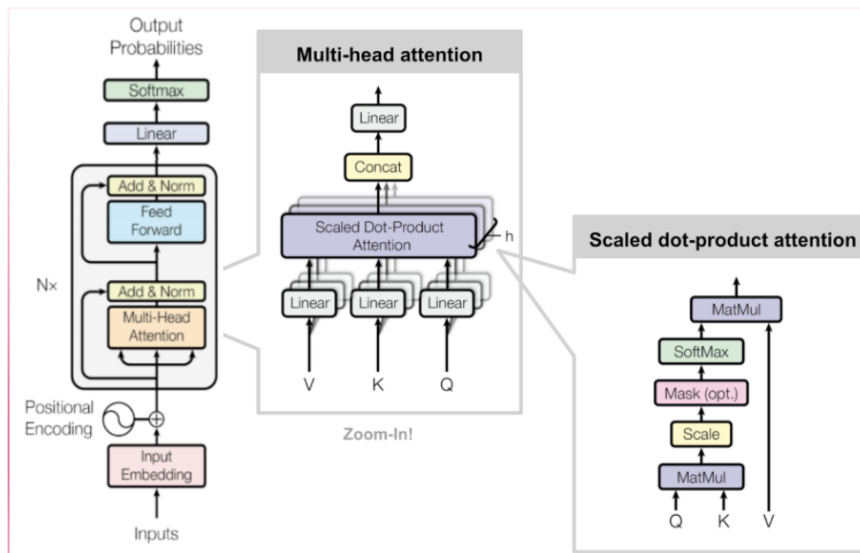 Output
Probabilities
Softmax
Linear
Add & Norm
Feed
Forward
N×
Add & Norm
Multi-Head
Attention
Positional
Encoding
Input
Embedding
Inputs
Multi-head attention
Linear
Concat
Scaled Dot-Product
Attention
h
Linear Linear Linear
V K Q
Zoom-In!
Scaled dot-product attention
MatMul
SoftMax
Mask (opt.)
Scale
MatMul
Q K V